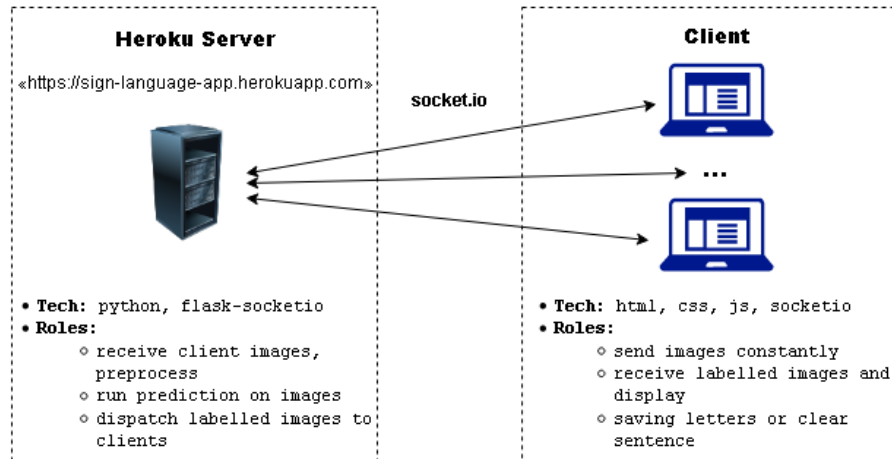 Heroku Server
«https://sign-language-app.herokuapp.com»
• Tech: python, flask-socketio
• Roles:
○ receive client images,
preprocess
○ run prediction on images
○ dispatch labelled images to
clients
socket.io
Client
...
• Tech: html, css, js, socketio
• Roles:
○ send images constantly
○ receive labelled images and
display
○ saving letters or clear
sentence